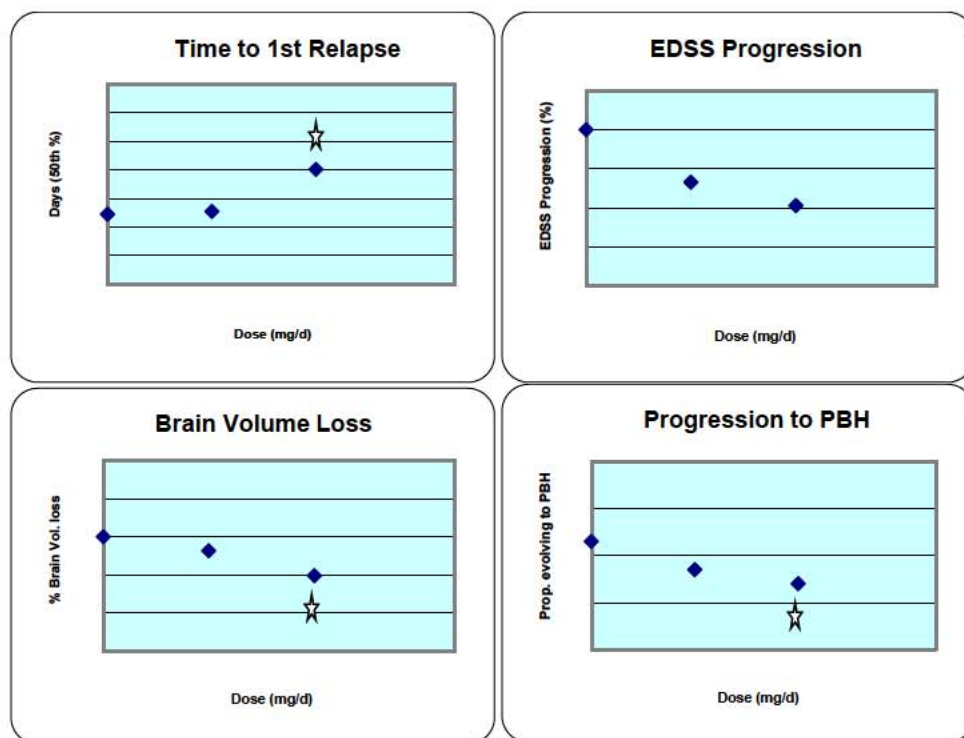 Time to 1st Relapse
Days (50th %)
Dose (mg/d)
EDSS Progression
EDSS Progression (%)
Dose (mg/d)
Brain Volume Loss
% Brain Vol. loss
Dose (mg/d)
Progression to PBH
Prop. evolving to PBH
Dose (mg/d)